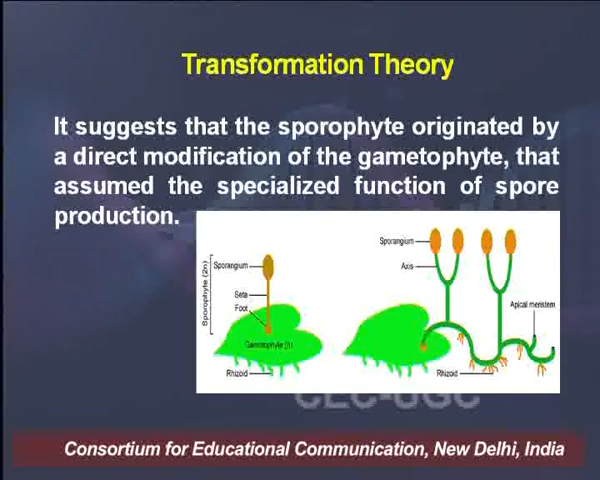 Transformation Theory
It suggests that the sporophyte originated by
a direct modification of the gametophyte, that
assumed the specialized function of spore
production.
Sporophyte (2n)
Sporangium
Seta
Foot
Gametophyte (n)
Rhizoid
Sporangium
Axis
Apical meristem
Rhizoid
CEC-UGC
Consortium for Educational Communication, New Delhi, India